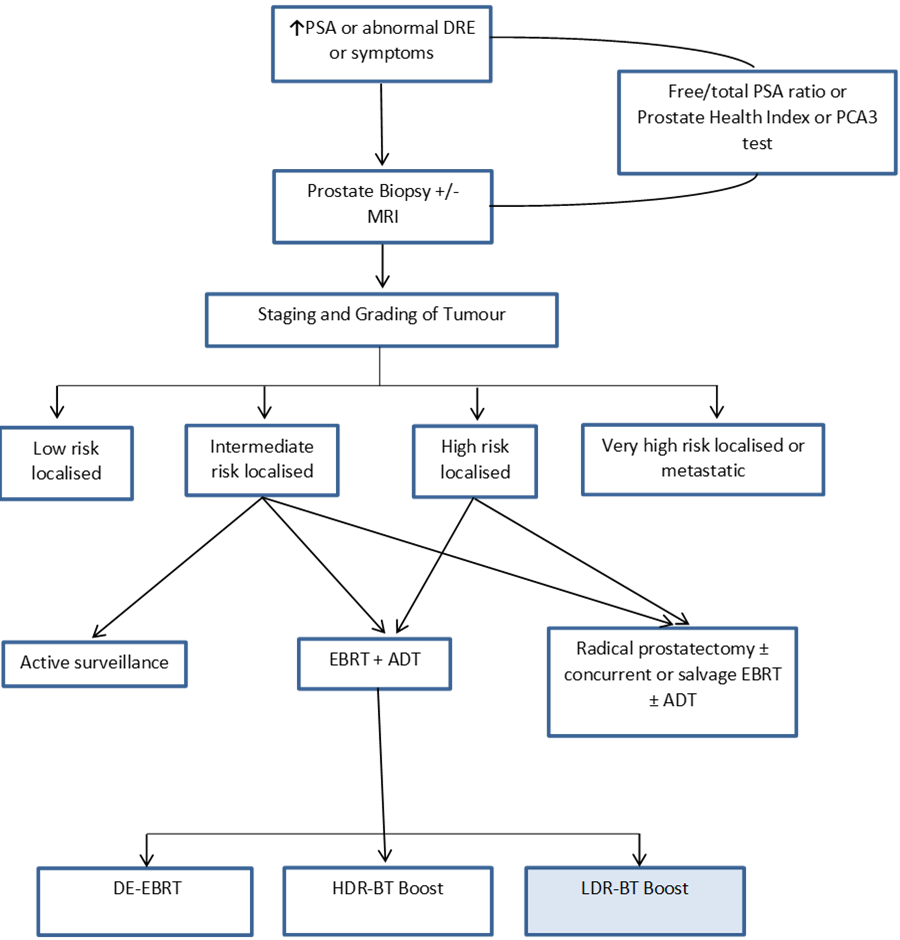 ↑PSA or abnormal DRE
or symptoms
Free/total PSA ratio or
Prostate Health Index or PCA3
test
Prostate Biopsy +/-
MRI
Staging and Grading of Tumour
Low risk
localised
Intermediate
risk localised
High risk
localised
Very high risk localised or
metastatic
Active surveillance
EBRT + ADT
Radical prostatectomy ±
concurrent or salvage EBRT
± ADT
DE-EBRT
HDR-BT Boost
LDR-BT Boost